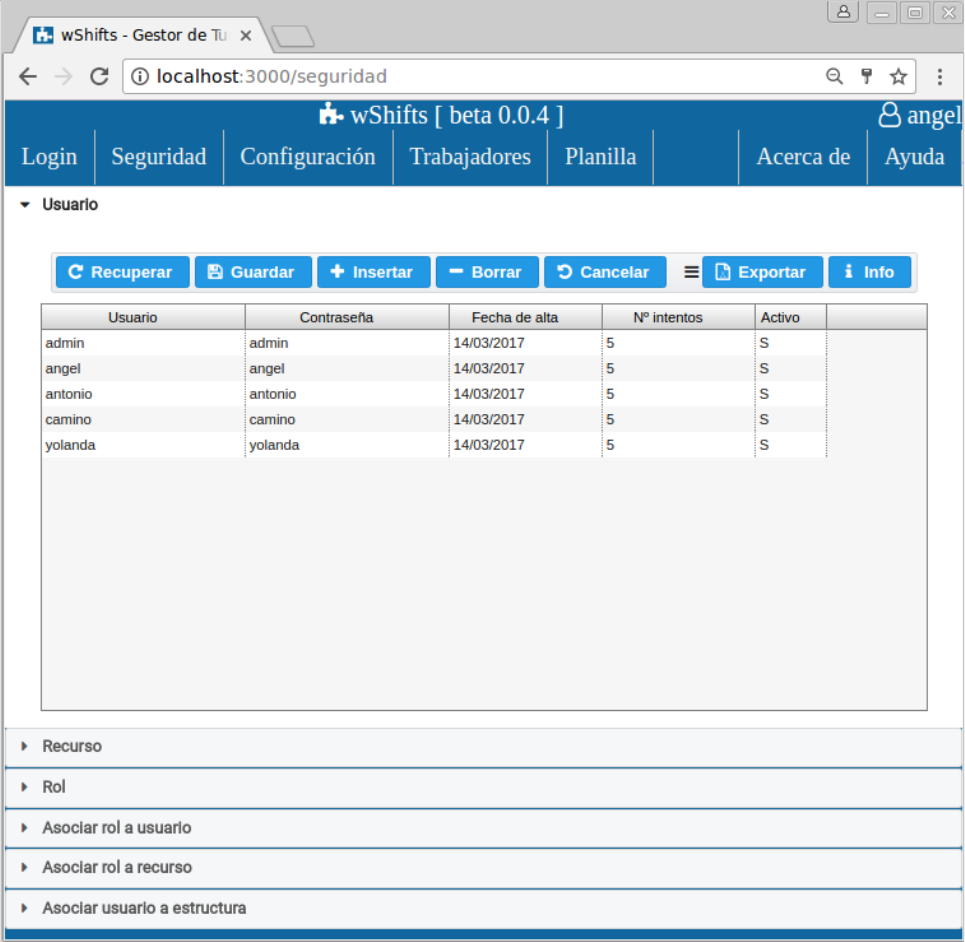 wShifts - Gestor de Tu
localhost:3000/seguridad
wShifts [ beta 0.0.4 ] angel
Login Seguridad Configuración Trabajadores Planilla Acerca de Ayuda
Usuario
Recuperar Guardar Insertar Borrar Cancelar Exportar Info
Usuario Contraseña Fecha de alta Nº intentos Activo
admin admin 14/03/2017 5 S
angel angel 14/03/2017 5 S
antonio antonio 14/03/2017 5 S
camino camino 14/03/2017 5 S
yolanda yolanda 14/03/2017 5 S
Recurso
Rol
Asociar rol a usuario
Asociar rol a recurso
Asociar usuario a estructura